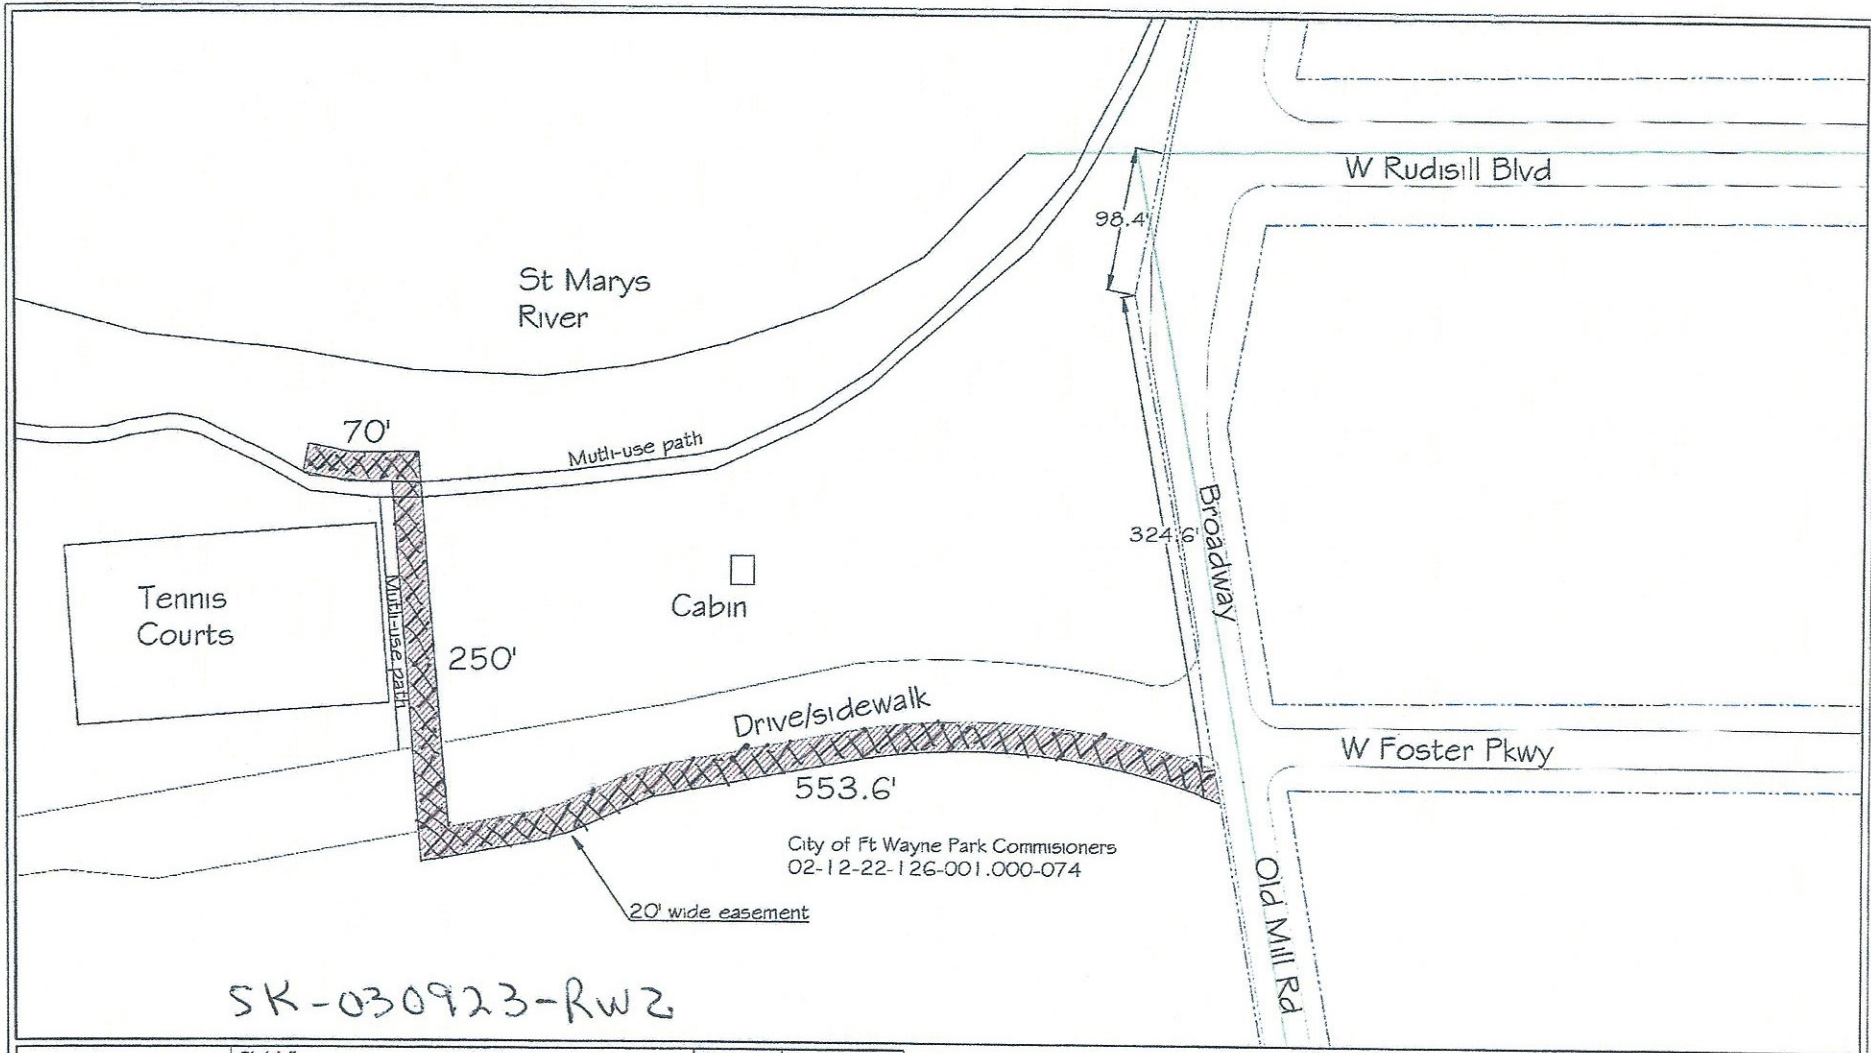 W Rudisill Blvd
98.4'
St Marys
River
70'
Mutli-use path
324.6'
Broadway
Tennis
Courts
Mutli-use path
Cabin
250'
Drive/sidewalk
W Foster Pkwy
553.6'
City of Ft Wayne Park Commisioners
02-12-22-126-001.000-074
Old Mill Rd
20' wide easement
SK-030923-RW2